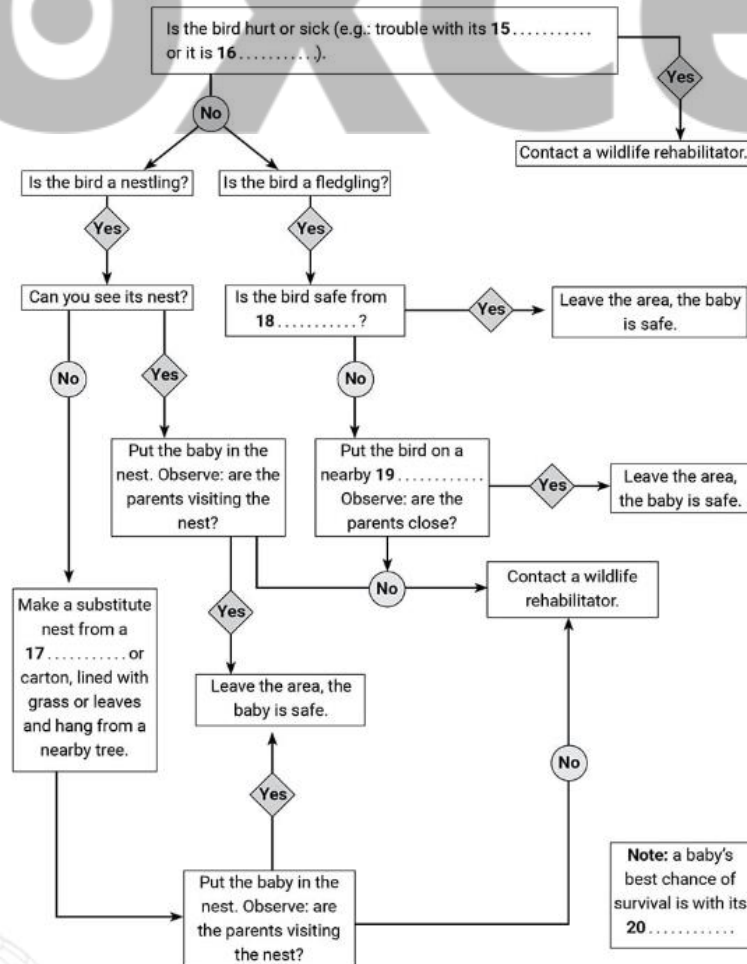 Is the bird hurt or sick (e.g.: trouble with its 15...........
or it is 16...........).
Yes
No
Contact a wildlife rehabilitator.
Is the bird a nestling?
Is the bird a fledgling?
Yes
Yes
Can you see its nest?
Is the bird safe from
18...........?
Yes
Leave the area, the baby
is safe.
No
Yes
No
Put the baby in the
nest. Observe: are the
parents visiting the
nest?
Put the bird on a
nearby 19............
Observe: are the
parents close?
Yes
Leave the area,
the baby is safe.
Make a substitute
nest from a
17........... or
carton, lined with
grass or leaves
and hang from a
nearby tree.
Yes
No
Contact a wildlife
rehabilitator.
Leave the area, the
baby is safe.
Yes
No
Put the baby in the
nest. Observe: are
the parents visiting
the nest?
Note: a baby's
best chance of
survival is with its
20............